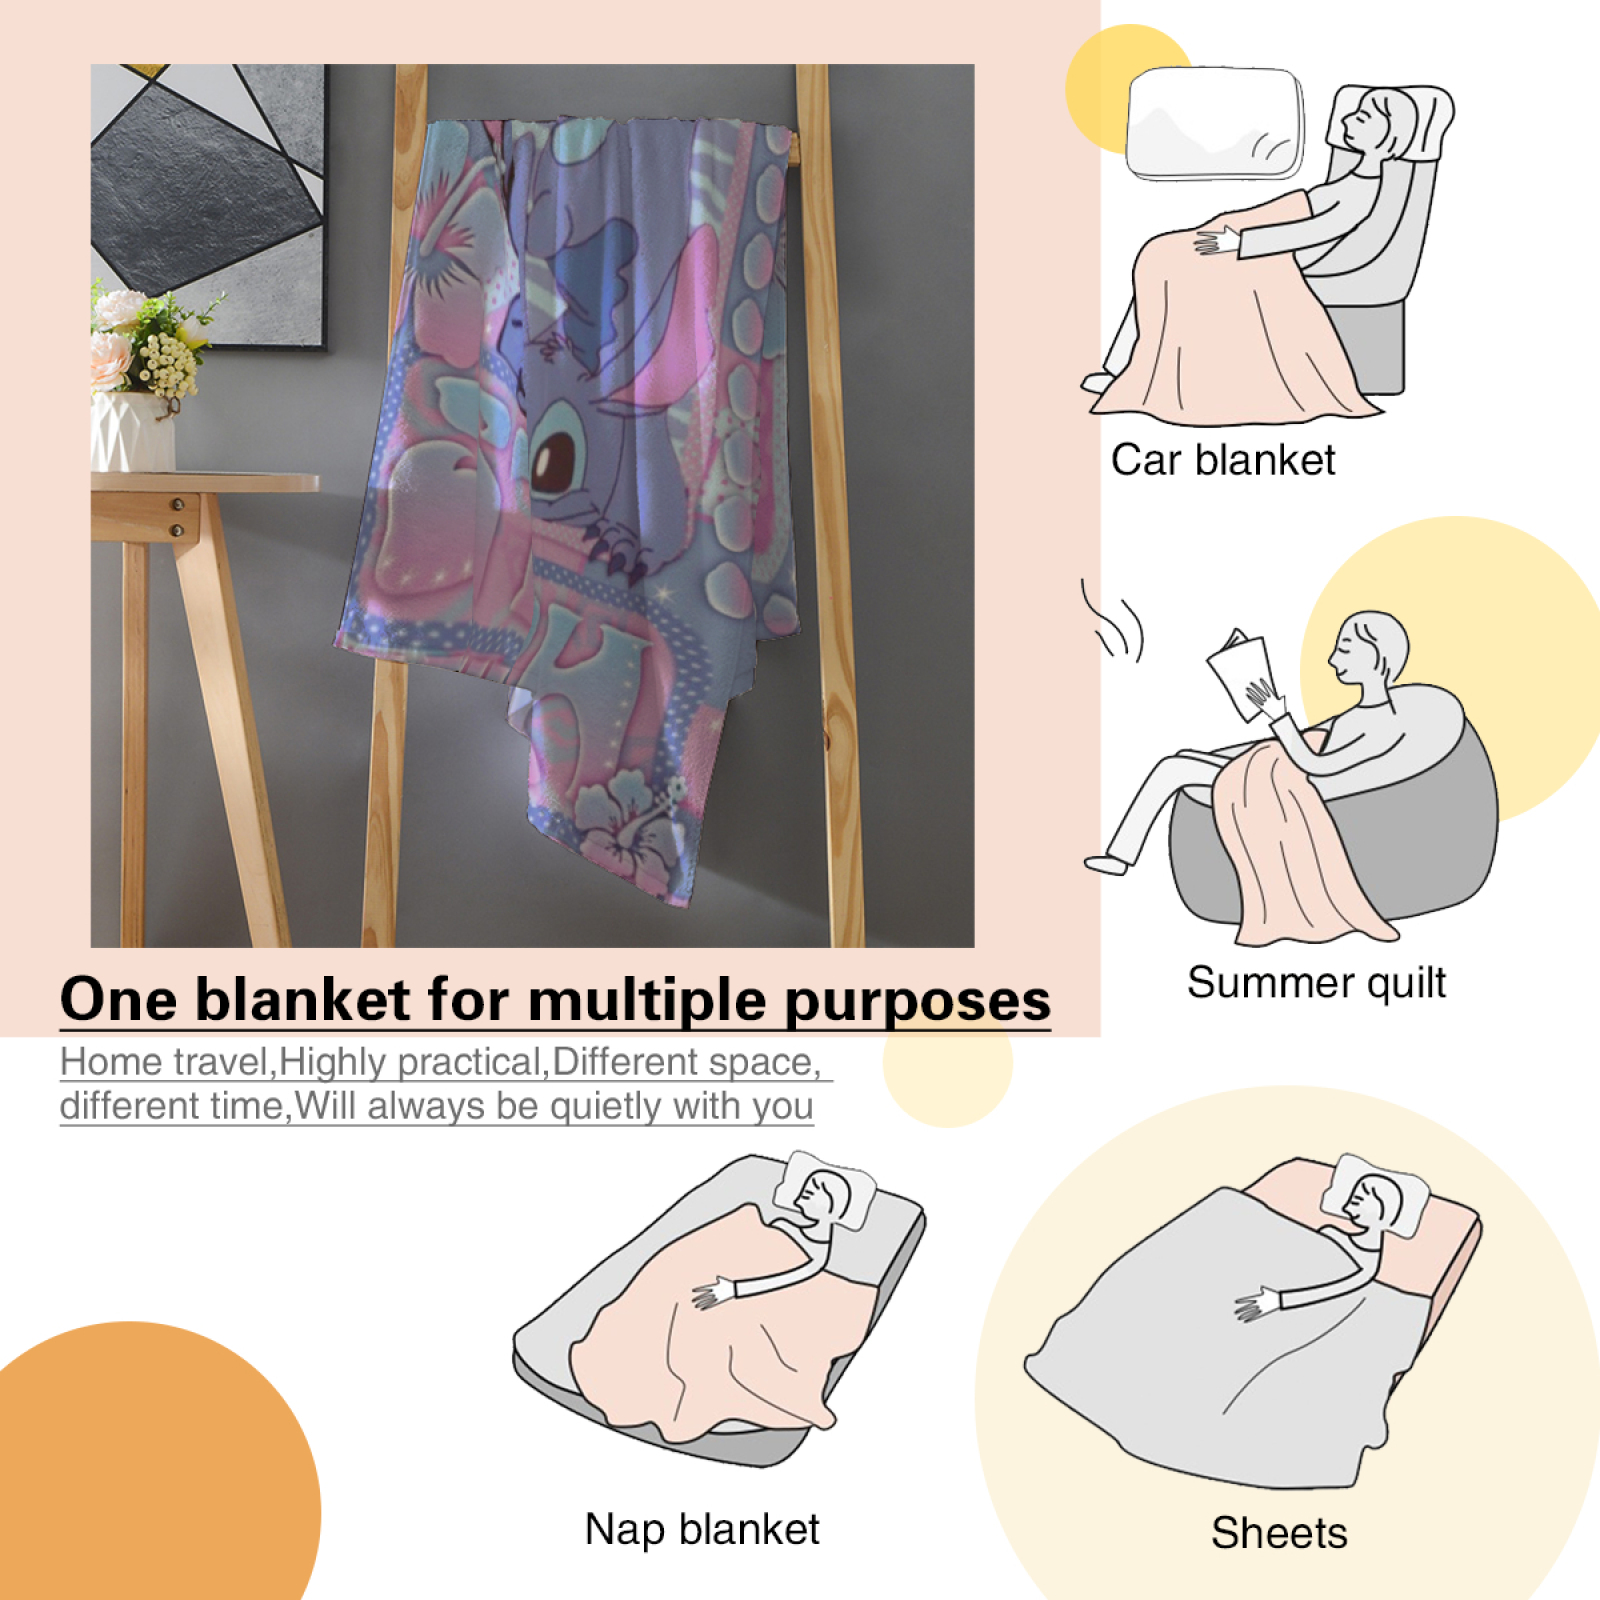 Car blanket
Summer quilt
One blanket for multiple purposes
Home travel,Highly practical,Different space,
different time,Will always be quietly with you
Nap blanket
Sheets